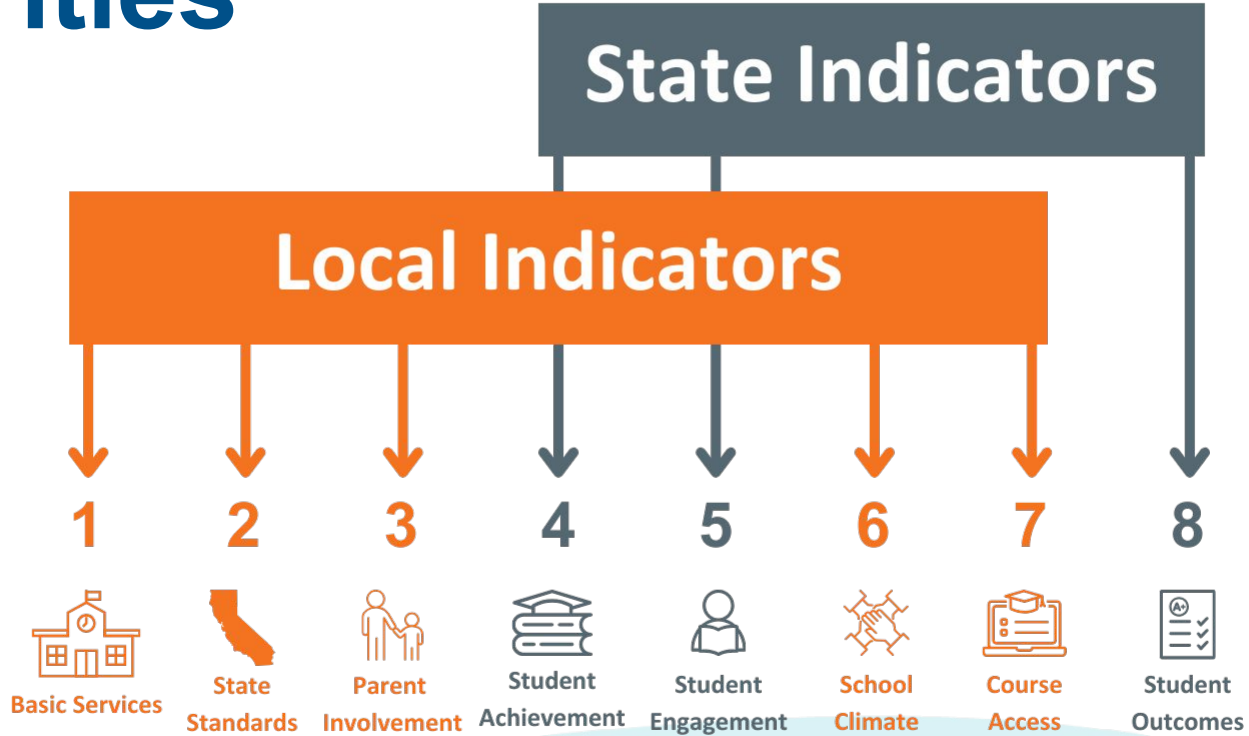 ities
State Indicators
Local Indicators
1 2 3 4 5 6 7 8
A+
Basic Services
State
Standards
Parent
Involvement
Student
Achievement
Student
Engagement
School
Climate
Course
Access
Student
Outcomes